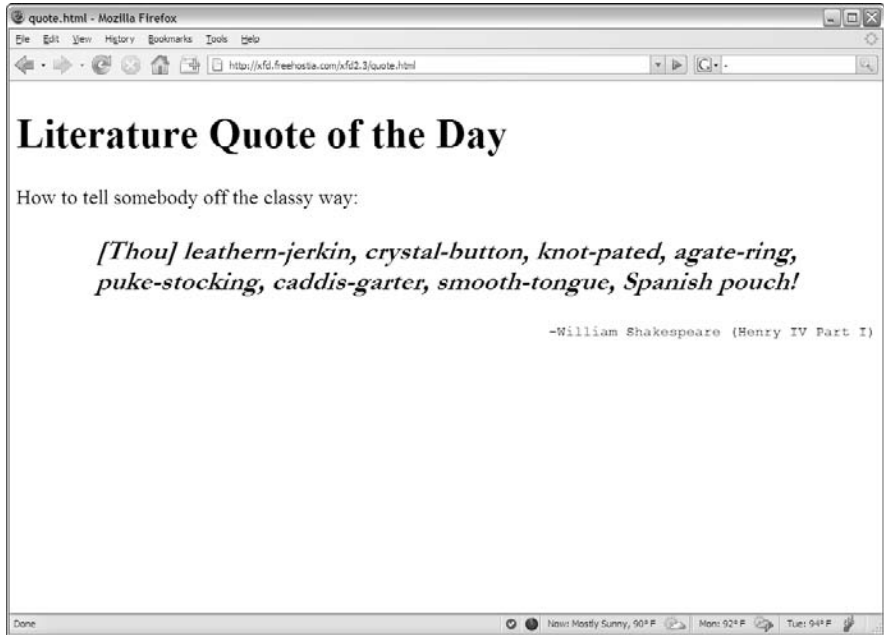 quote.html - Mozilla Firefox
File Edit View History Bookmarks Tools Help
http://xfd.freehostia.com/xfd2.3/quote.html G -
Literature Quote of the Day
How to tell somebody off the classy way:
[Thou] leathern-jerkin, crystal-button, knot-pated, agate-ring,
puke-stocking, caddis-garter, smooth-tongue, Spanish pouch!
-William Shakespeare (Henry IV Part I)
Done Now: Mostly Sunny, 90° F Mon: 92° F Tue: 94° F